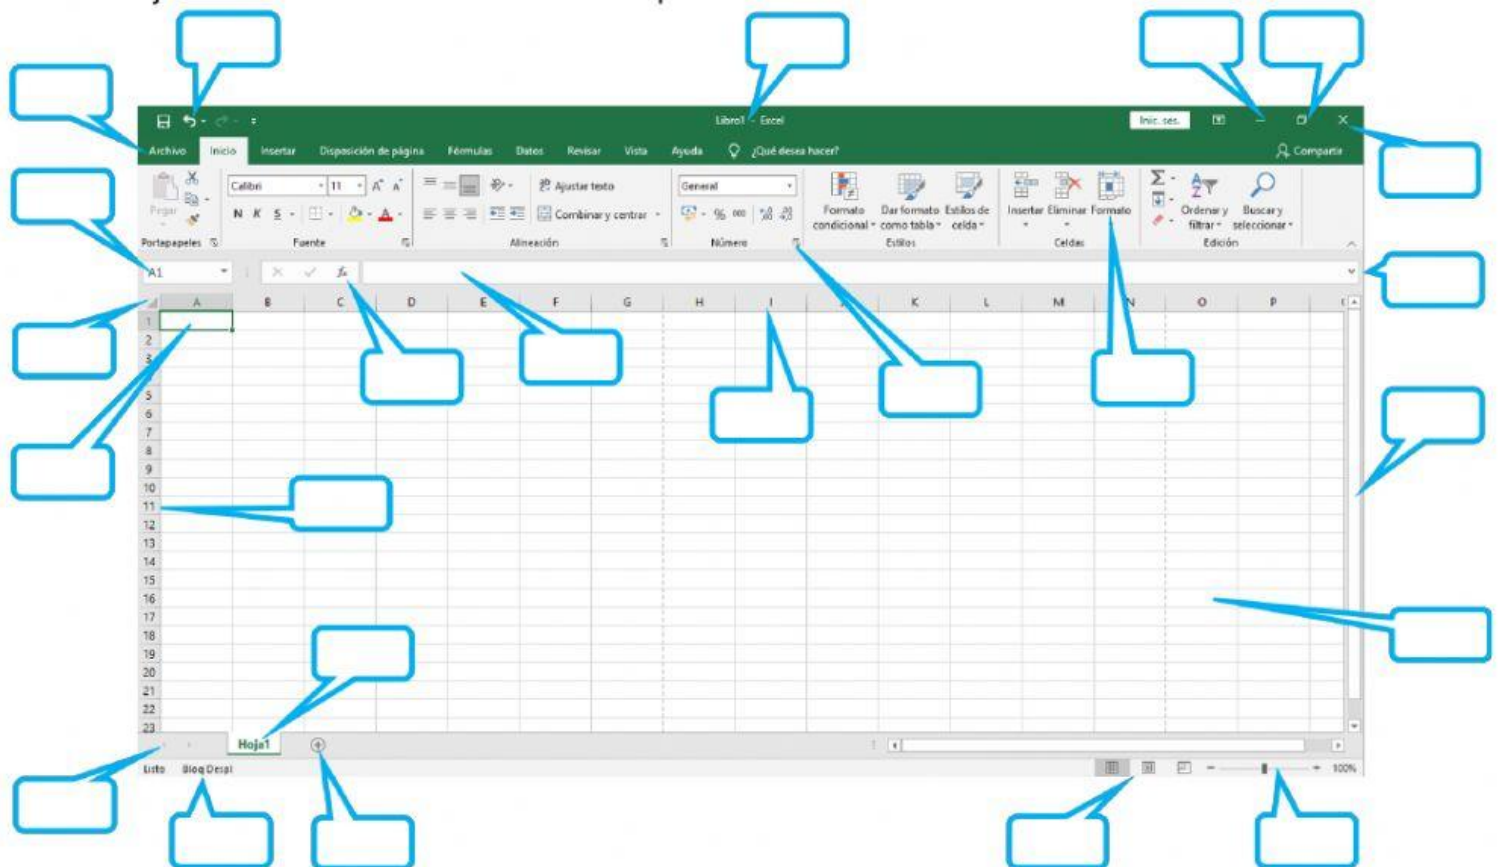 Libro1 - Excel
Inic. ses.
Archivo Inicio Insertar Disposición de página Fórmulas Datos Revisar Vista Ayuda ¿Qué desea hacer? Compartir
Calibri 11 A A Ajustar texto General Σ
Pegar N K S A Combinar y centrar % 000 Formato condicional Dar formato como tabla Estilos de celda Insertar Eliminar Formato Ordenar y filtrar Buscar y seleccionar
Portapapeles Fuente Alineación Número Estilos Celdas Edición
A1 fx
A B C D E F G H I K L M N O P
1
2
3
5
6
7
8
9
10
11
12
13
14
15
16
17
18
19
20
21
22
23
Hoja1
Listo Bloq Despl 100%